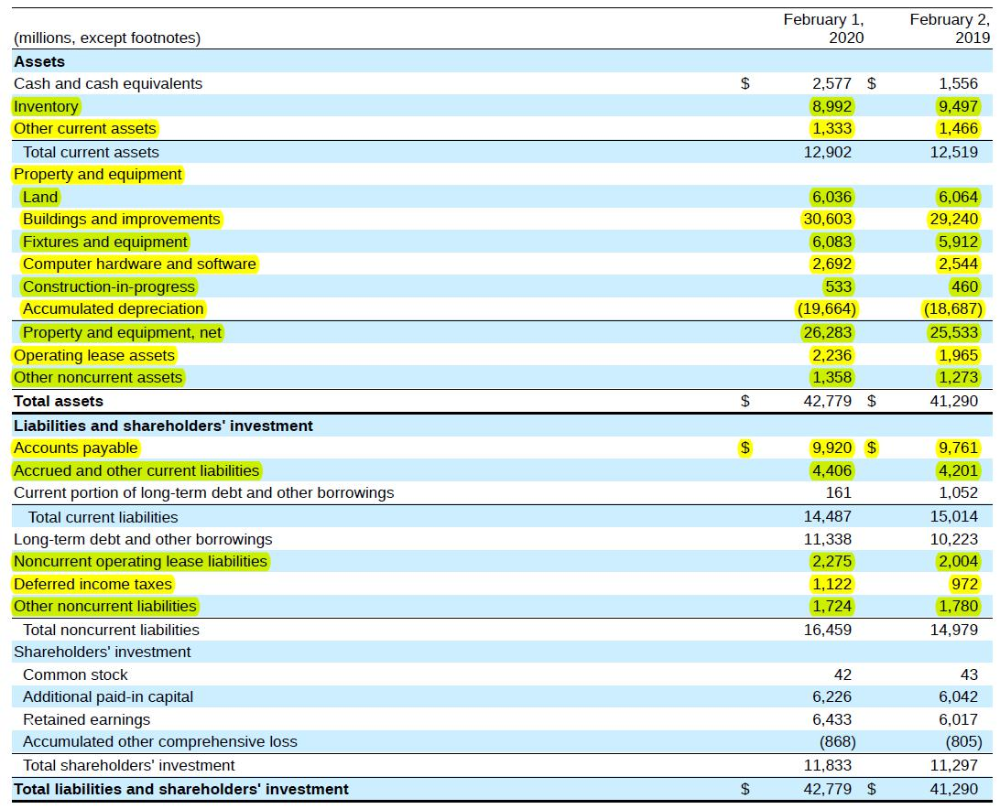 February 1, February 2,
(millions, except footnotes) 2020 2019
Assets
Cash and cash equivalents $ 2,577 $ 1,556
Inventory 8,992 9,497
Other current assets 1,333 1,466
Total current assets 12,902 12,519
Property and equipment
Land 6,036 6,064
Buildings and improvements 30,603 29,240
Fixtures and equipment 6,083 5,912
Computer hardware and software 2,692 2,544
Construction-in-progress 533 460
Accumulated depreciation (19,664) (18,687)
Property and equipment, net 26,283 25,533
Operating lease assets 2,236 1,965
Other noncurrent assets 1,358 1,273
Total assets $ 42,779 $ 41,290
Liabilities and shareholders' investment
Accounts payable $ 9,920 $ 9,761
Accrued and other current liabilities 4,406 4,201
Current portion of long-term debt and other borrowings 161 1,052
Total current liabilities 14,487 15,014
Long-term debt and other borrowings 11,338 10,223
Noncurrent operating lease liabilities 2,275 2,004
Deferred income taxes 1,122 972
Other noncurrent liabilities 1,724 1,780
Total noncurrent liabilities 16,459 14,979
Shareholders' investment
Common stock 42 43
Additional paid-in capital 6,226 6,042
Retained earnings 6,433 6,017
Accumulated other comprehensive loss (868) (805)
Total shareholders' investment 11,833 11,297
Total liabilities and shareholders' investment $ 42,779 $ 41,290